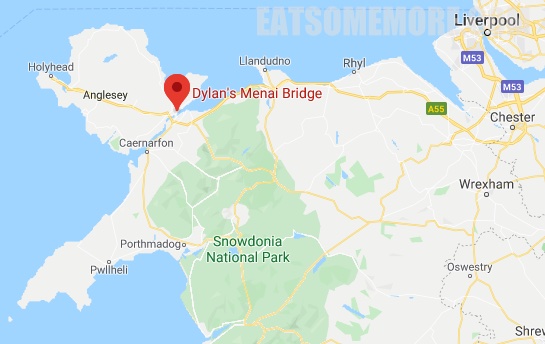 EATSOMEMORE
Liverpool
Holyhead
Llandudno
Rhyl
M53
M53
Anglesey
Dylan's Menai Bridge
A55
Chester
Caernarfon
Wrexham
Porthmadog
Snowdonia
National Park
Pwllheli
Oswestry
Shrew